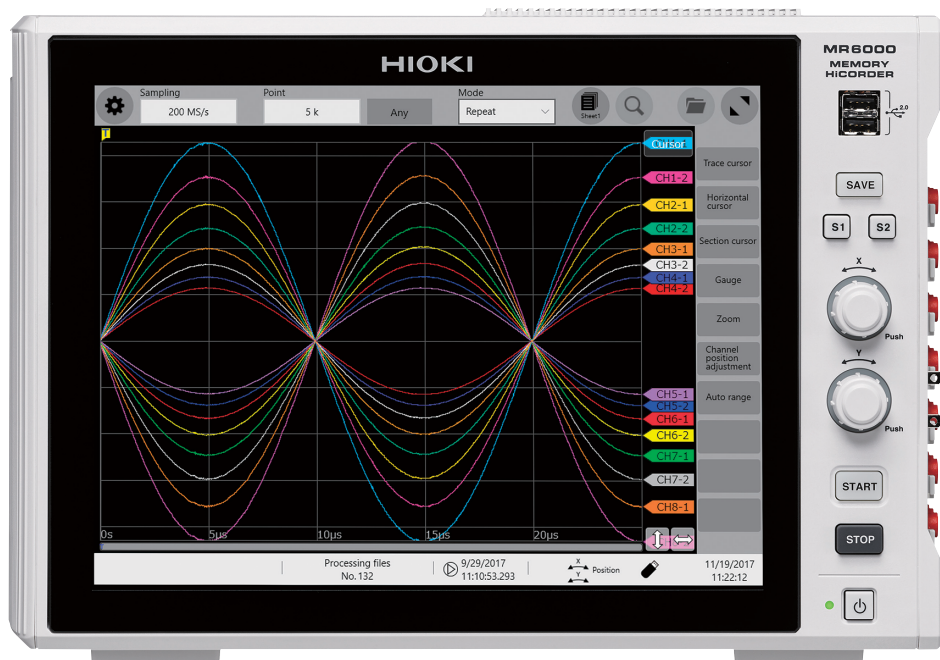 HIOKI
MR6000
MEMORY
HiCORDER
Sampling
Point
Mode
200 MS/s
5 k
Any
Repeat
Sheet1
2.0
T
Cursor
CH1-2
CH2-1
CH2-2
CH3-1
CH3-2
CH4-1
CH4-2
CH5-1
CH5-2
CH6-1
CH6-2
CH7-1
CH7-2
CH8-1
Trace cursor
Horizontal
cursor
Section cursor
Gauge
Zoom
Channel
position
adjustment
Auto range
0s
5μs
10μs
15μs
20μs
Processing files
No. 132
9/29/2017
11:10:53.293
X
Y
Position
11/19/2017
11:22:12
SAVE
S1
S2
X
Push
Y
Push
START
STOP